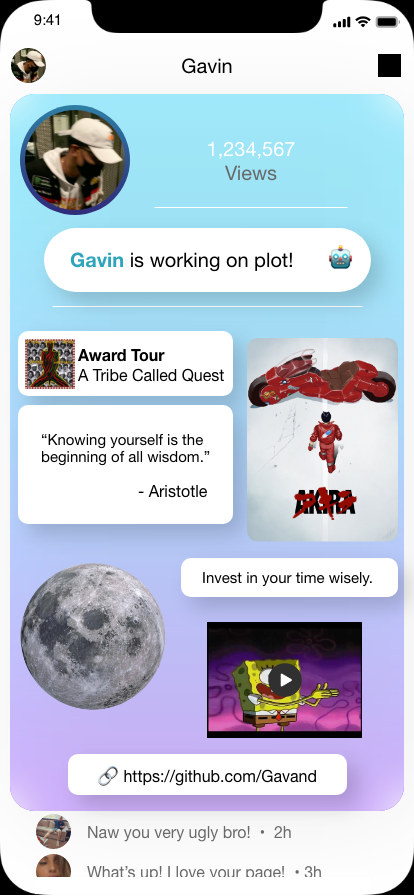 9:41
Gavin
1,234,567
Views
Gavin is working on plot!
Award Tour
A Tribe Called Quest
“Knowing yourself is the
beginning of all wisdom.”
- Aristotle
AKIRA
Invest in your time wisely.
https://github.com/Gavand
Naw you very ugly bro! • 2h
What's up! I love your page! • 3h